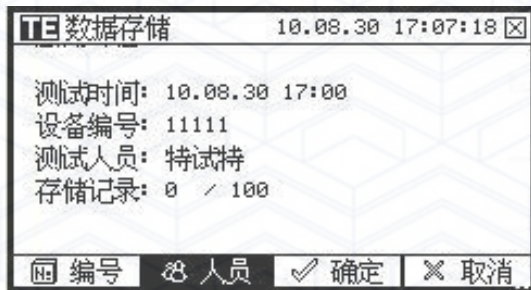 TE 数据存储 10.08.30 17:07:18
测试时间: 10.08.30 17:00
设备编号: 11111
测试人员: 特试特
存储记录: 0 / 100
编号 人员 确定 取消